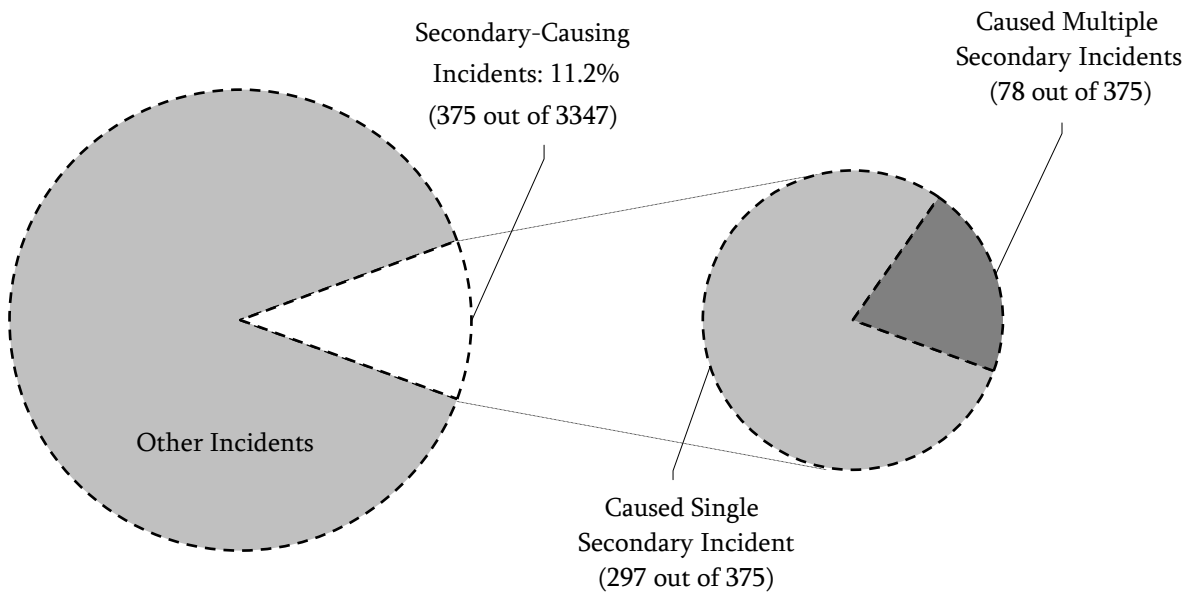 Secondary-Causing
Incidents: 11.2%
(375 out of 3347)
Caused Multiple
Secondary Incidents
(78 out of 375)
Other Incidents
Caused Single
Secondary Incident
(297 out of 375)